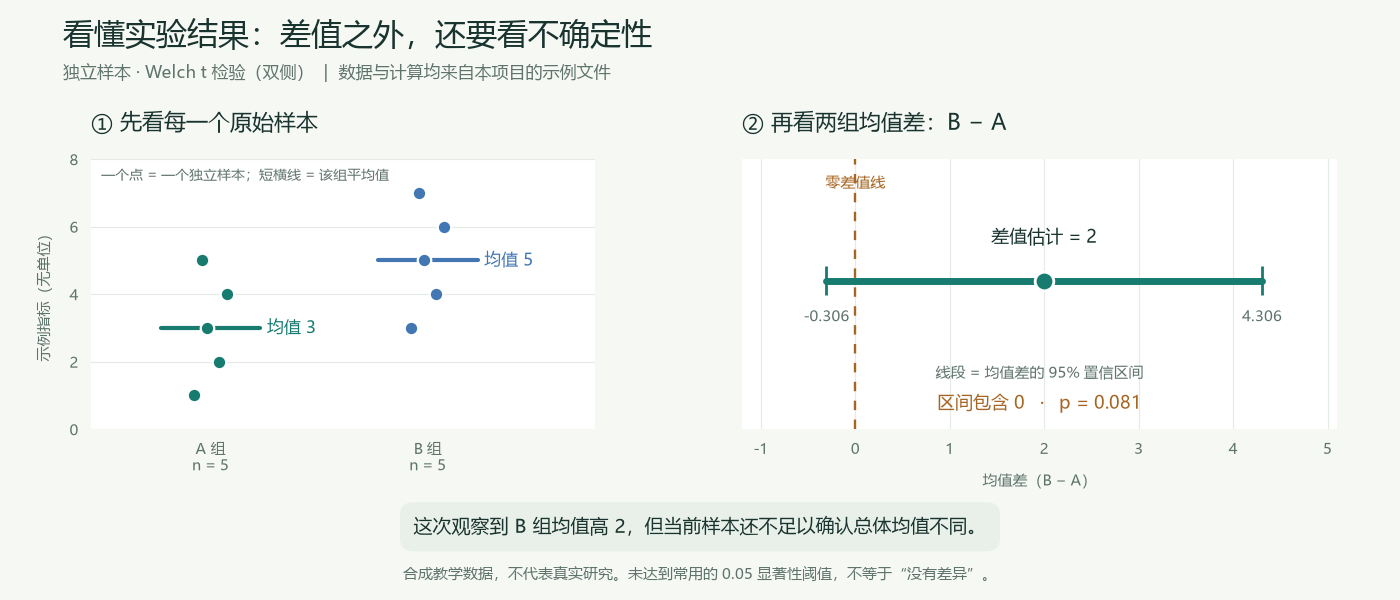 看懂实验结果：差值之外，还要看不确定性
独立样本 · Welch t 检验（双侧） | 数据与计算均来自本项目的示例文件
① 先看每一个原始样本
一个点 = 一个独立样本；短横线 = 该组平均值
8
6
4
2
0
示例指标（无单位）
均值 3
均值 5
A 组
n = 5
B 组
n = 5
② 再看两组均值差：B − A
零差值线
差值估计 = 2
-0.306
4.306
线段 = 均值差的 95% 置信区间
区间包含 0 · p = 0.081
-1 0 1 2 3 4 5
均值差（B − A）
这次观察到 B 组均值高 2，但当前样本还不足以确认总体均值不同。
合成教学数据，不代表真实研究。未达到常用的 0.05 显著性阈值，不等于“没有差异”。